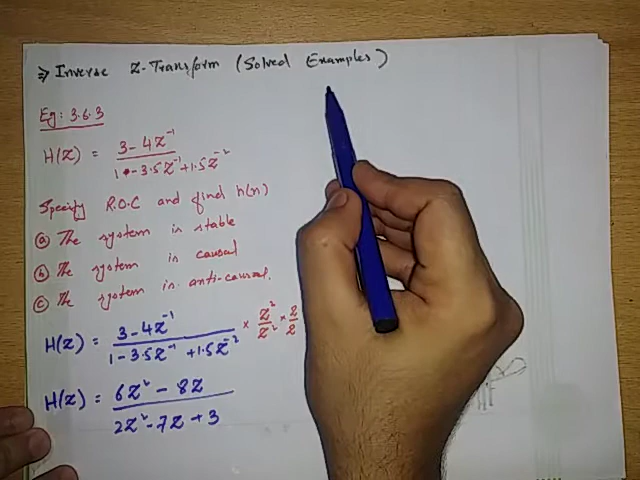 ⇒ Inverse Z-Transform (Solved Examples)
Eg: 3.6.3
H(z) = 3-4z⁻¹ / 1-3.5z⁻¹+1.5z⁻²
Specify R.O.C and find h(n)
(a) The system is stable
(b) The system is causal
(c) The system is anti-causal.
H(z) = 3-4z⁻¹ / 1-3.5z⁻¹+1.5z⁻² × z²/z² × 2/2
H(z) = 6z²-8z / 2z²-7z+3